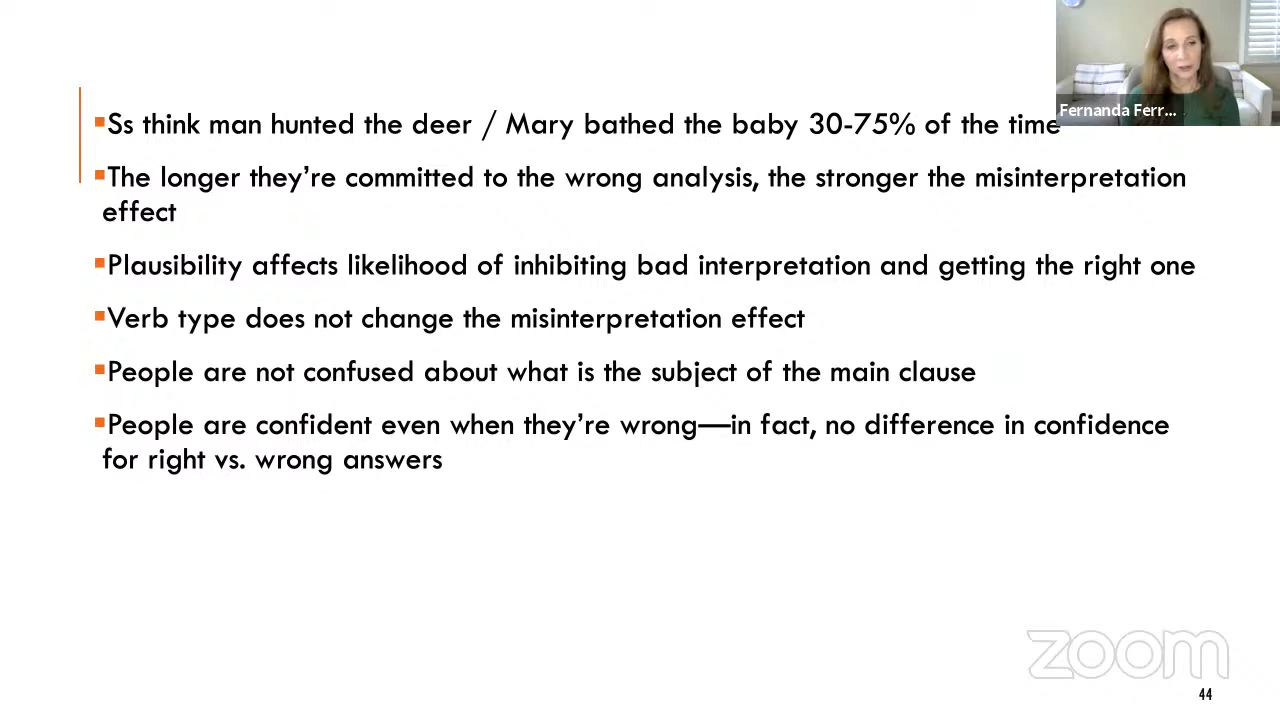 Fernanda Ferr...
▪Ss think man hunted the deer / Mary bathed the baby 30-75% of the time
▪The longer they’re committed to the wrong analysis, the stronger the misinterpretation
effect
▪Plausibility affects likelihood of inhibiting bad interpretation and getting the right one
▪Verb type does not change the misinterpretation effect
▪People are not confused about what is the subject of the main clause
▪People are confident even when they’re wrong—in fact, no difference in confidence
for right vs. wrong answers
zoom
44